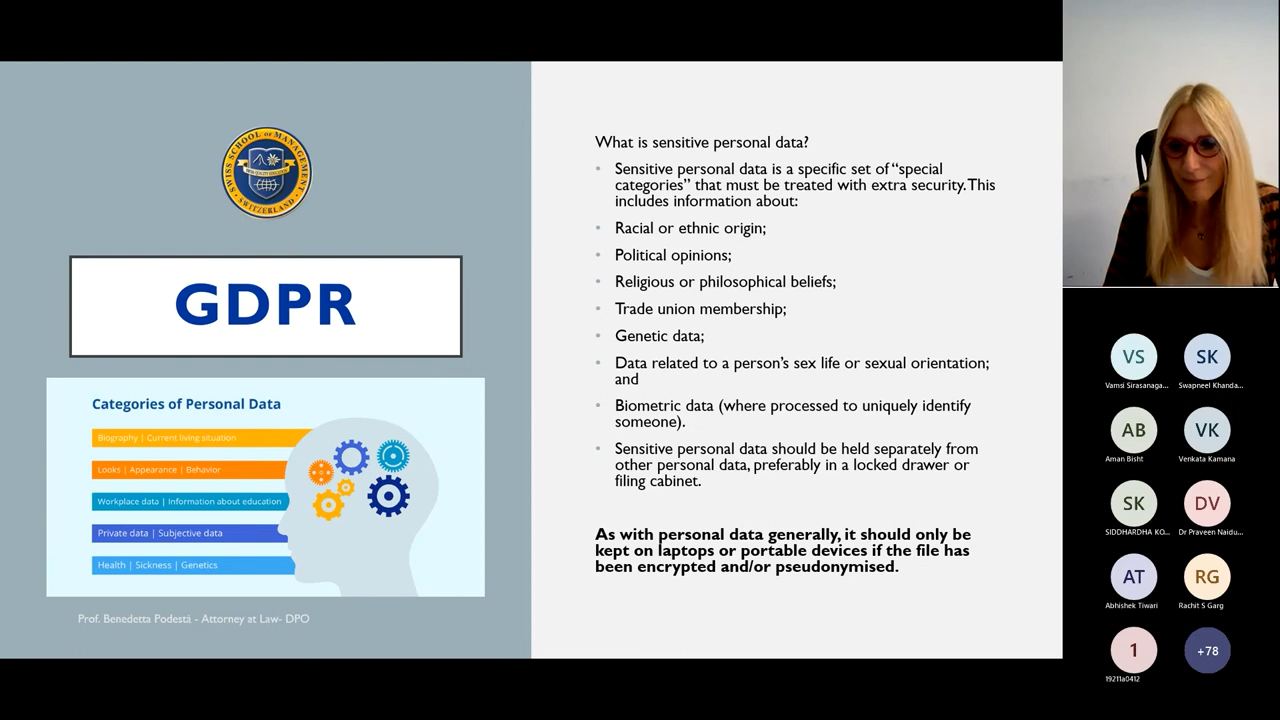 SWISS SCHOOL OF MANAGEMENT
SWITZERLAND
GDPR
Categories of Personal Data
Biography | Current living situation
Looks | Appearance | Behavior
Workplace data | Information about education
Private data | Subjective data
Health | Sickness | Genetics
Prof. Benedetta Podestà - Attorney at Law- DPO
What is sensitive personal data?
Sensitive personal data is a specific set of “special
categories” that must be treated with extra security. This
includes information about:
Racial or ethnic origin;
Political opinions;
Religious or philosophical beliefs;
Trade union membership;
Genetic data;
Data related to a person’s sex life or sexual orientation;
and
Biometric data (where processed to uniquely identify
someone).
Sensitive personal data should be held separately from
other personal data, preferably in a locked drawer or
filing cabinet.
As with personal data generally, it should only be
kept on laptops or portable devices if the file has
been encrypted and/or pseudonymised.
VS
SK
Vamsi Sirasanaga...
Swapneel Khanda...
AB
VK
Aman Bisht
Venkata Kamana
SK
DV
SIDDHARDHA KO...
Dr Praveen Naidu...
AT
RG
Abhishek Tiwari
Rachit S Garg
1
+78
19211a0412